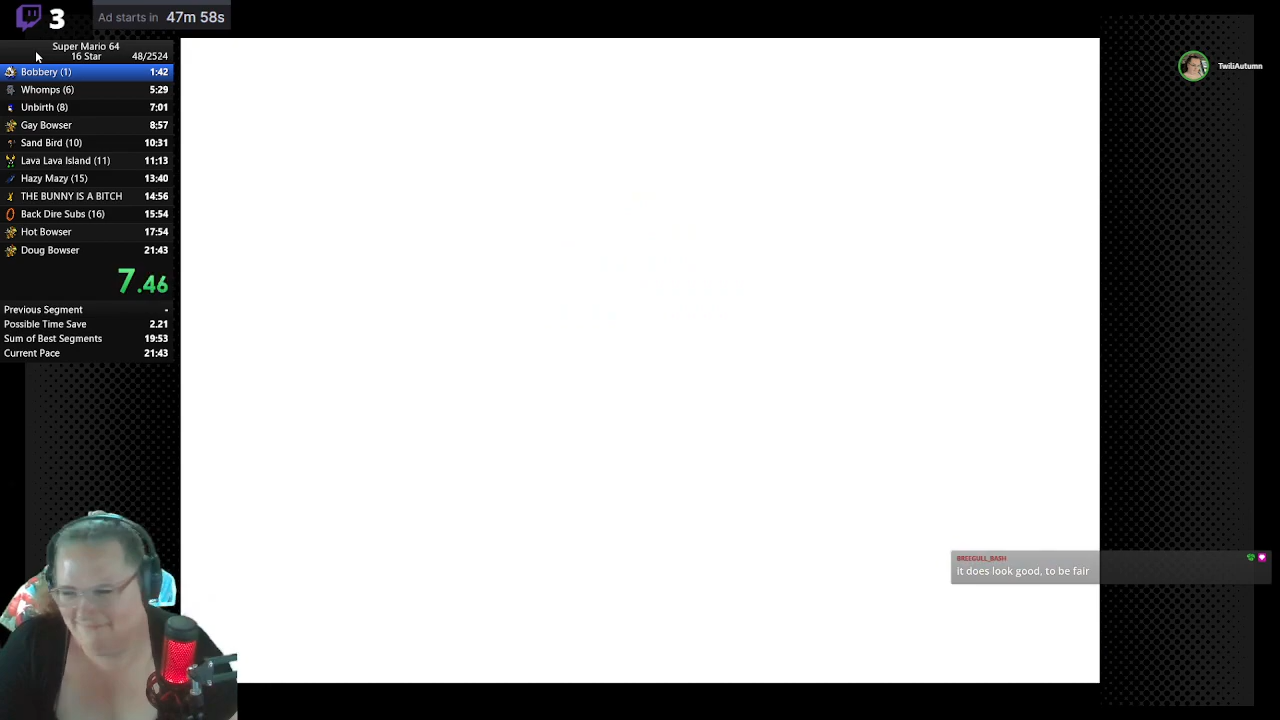 3
Ad starts in 47m 58s
Super Mario 64
16 Star 48/2524
Bobbery (1) 1:42
Whomps (6) 5:29
Unbirth (8) 7:01
Gay Bowser 8:57
Sand Bird (10) 10:31
Lava Lava Island (11) 11:13
Hazy Mazy (15) 13:40
THE BUNNY IS A BITCH 14:56
Back Dire Subs (16) 15:54
Hot Bowser 17:54
Doug Bowser 21:43
7.46
Previous Segment -
Possible Time Save 2.21
Sum of Best Segments 19:53
Current Pace 21:43
TwiliAutumn
BREEGULL_BASH
it does look good, to be fair